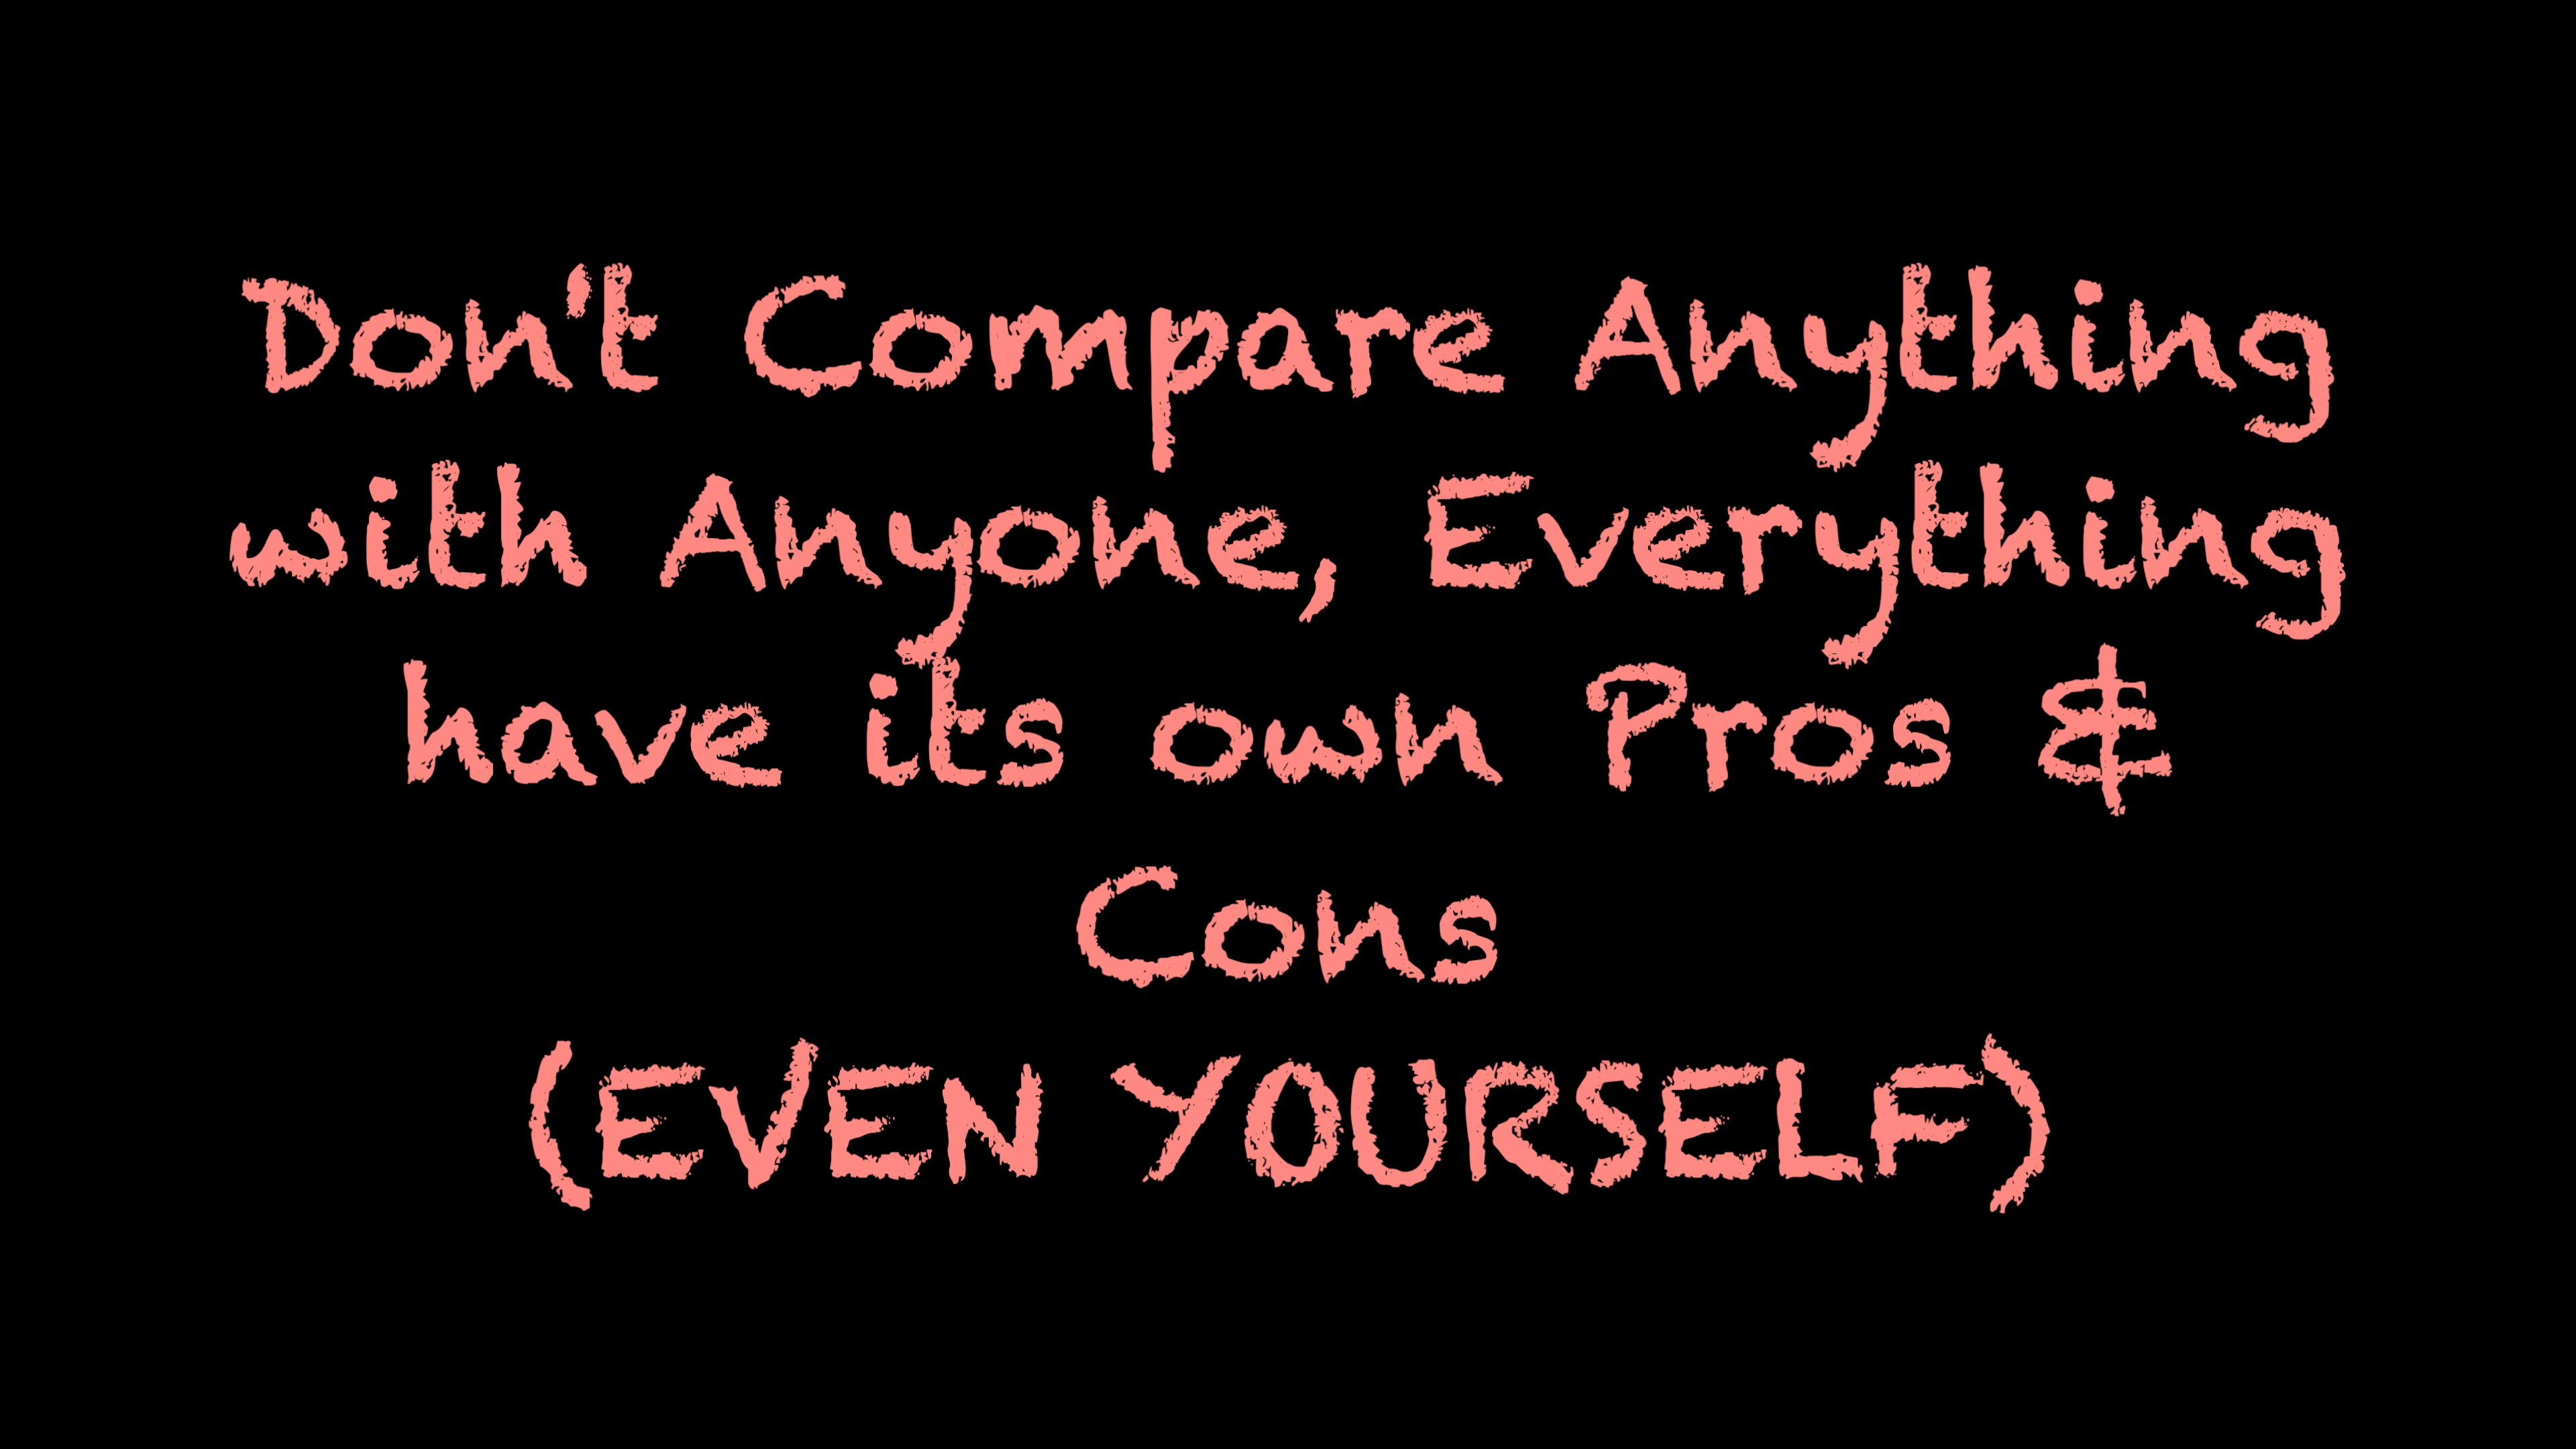 Don't Compare Anything
with Anyone, Everything
have its own Pros &
Cons
(EVEN YOURSELF)